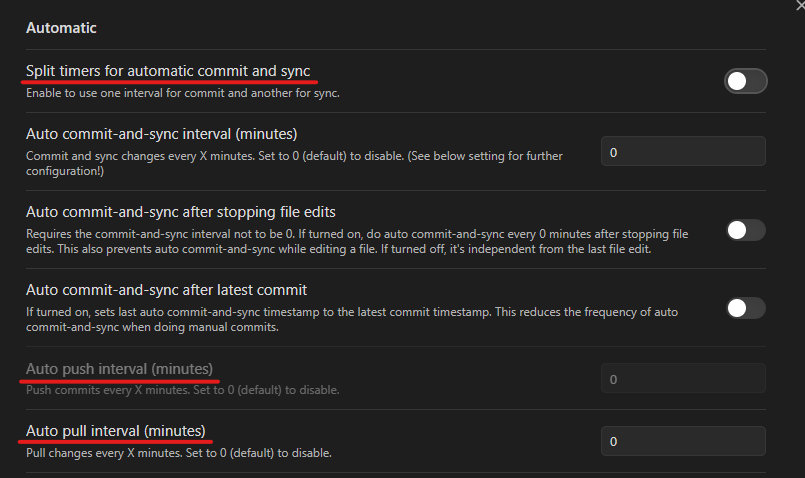 Automatic
Split timers for automatic commit and sync
Enable to use one interval for commit and another for sync.
Auto commit-and-sync interval (minutes)
Commit and sync changes every X minutes. Set to 0 (default) to disable. (See below setting for further
configuration!)
0
Auto commit-and-sync after stopping file edits
Requires the commit-and-sync interval not to be 0. If turned on, do auto commit-and-sync every 0 minutes after stopping file
edits. This also prevents auto commit-and-sync while editing a file. If turned off, it's independent from the last file edit.
Auto commit-and-sync after latest commit
If turned on, sets last auto commit-and-sync timestamp to the latest commit timestamp. This reduces the frequency of auto
commit-and-sync when doing manual commits.
Auto push interval (minutes)
Push commits every X minutes. Set to 0 (default) to disable.
0
Auto pull interval (minutes)
Pull changes every X minutes. Set to 0 (default) to disable.
0